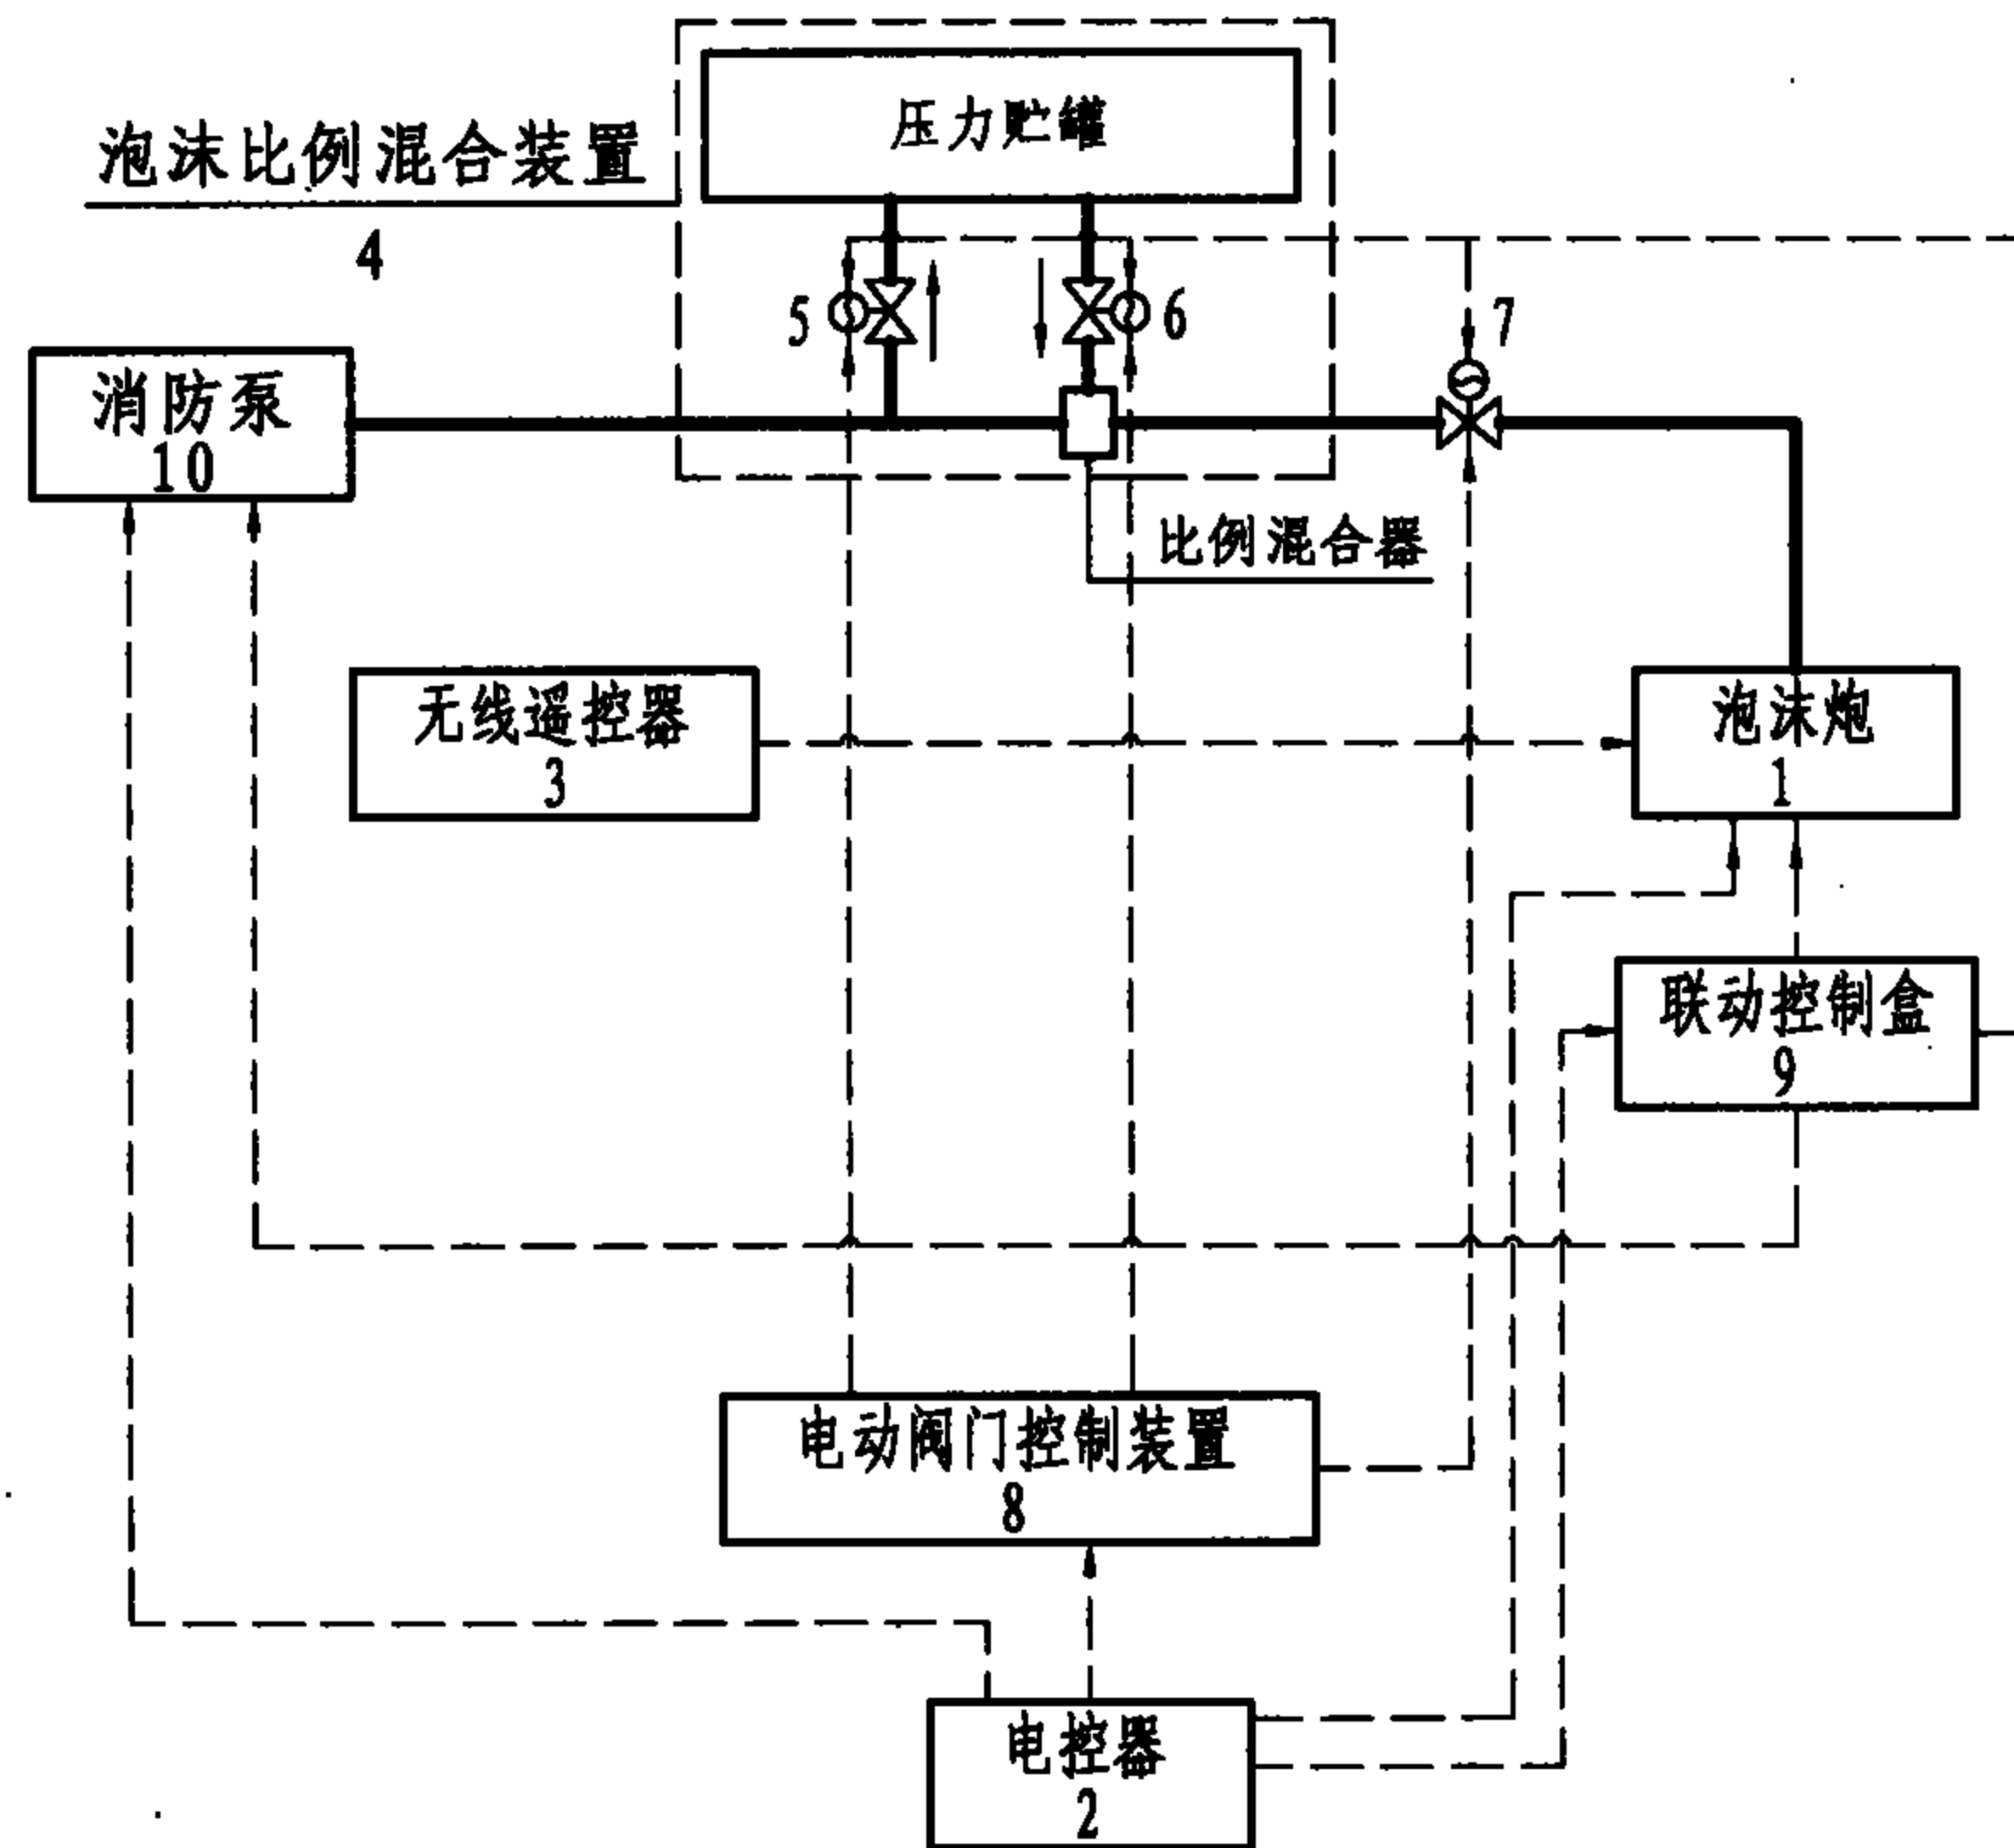 压力贮罐
泡沫比例混合装置
4
5
6
7
消防泵
10
比例混合器
无线遥控器
3
泡沫炮
1
联动控制盒
9
电动阀门控制装置
8
电控器
2